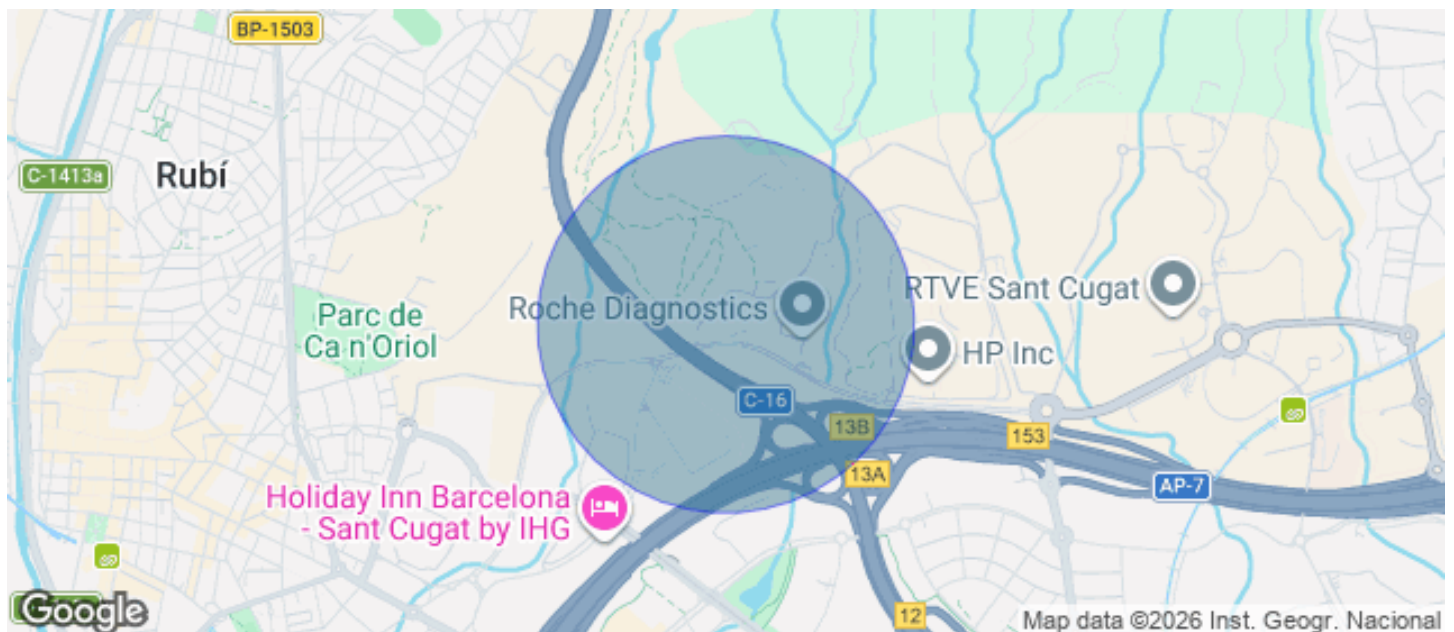 BP-1503
C-1413a
Rubí
Parc de
Ca n'Oriol
Roche Diagnostics
RTVE Sant Cugat
HP Inc
C-16
13B
153
13A
AP-7
Holiday Inn Barcelona
- Sant Cugat by IHG
12
Google
Map data ©2026 Inst. Geogr. Nacional